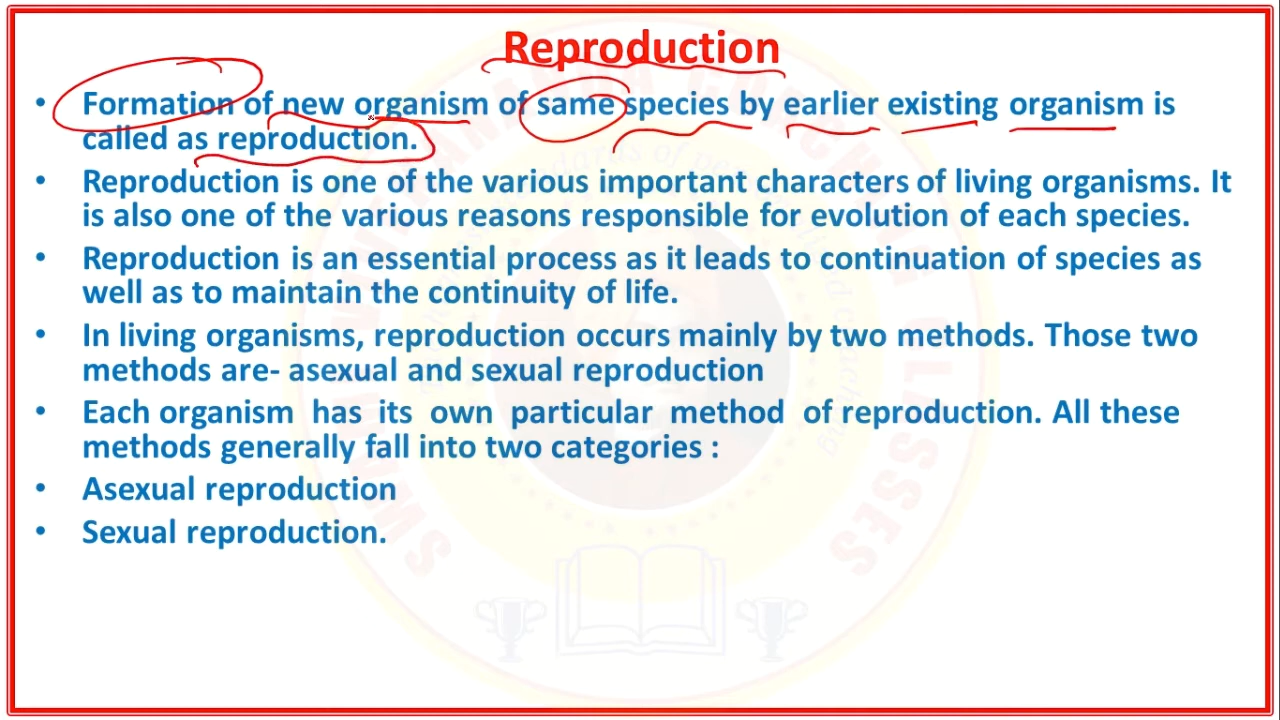 Reproduction
• Formation of new organism of same species by earlier existing organism is
called as reproduction.
• Reproduction is one of the various important characters of living organisms. It
is also one of the various reasons responsible for evolution of each species.
• Reproduction is an essential process as it leads to continuation of species as
well as to maintain the continuity of life.
• In living organisms, reproduction occurs mainly by two methods. Those two
methods are- asexual and sexual reproduction
• Each organism has its own particular method of reproduction. All these
methods generally fall into two categories :
• Asexual reproduction
• Sexual reproduction.